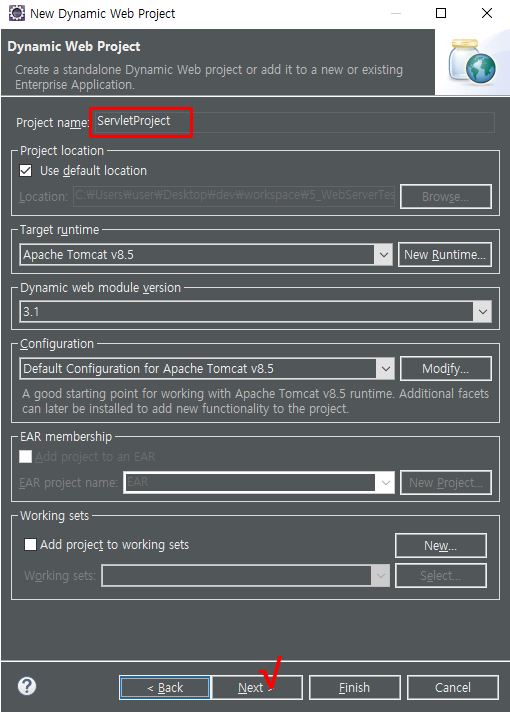 New Dynamic Web Project
Dynamic Web Project
Create a standalone Dynamic Web project or add it to a new or existing
Enterprise Application.
Project name: ServletProject
Project location
Use default location
Location: C:₩Users₩user₩Desktop₩dev₩workspace₩5_WebServerTes Browse...
Target runtime
Apache Tomcat v8.5 New Runtime...
Dynamic web module version
3.1
Configuration
Default Configuration for Apache Tomcat v8.5 Modify...
A good starting point for working with Apache Tomcat v8.5 runtime. Additional facets
can later be installed to add new functionality to the project.
EAR membership
Add project to an EAR
EAR project name: EAR New Project...
Working sets
Add project to working sets New...
Working sets: Select...
? < Back Next > Finish Cancel